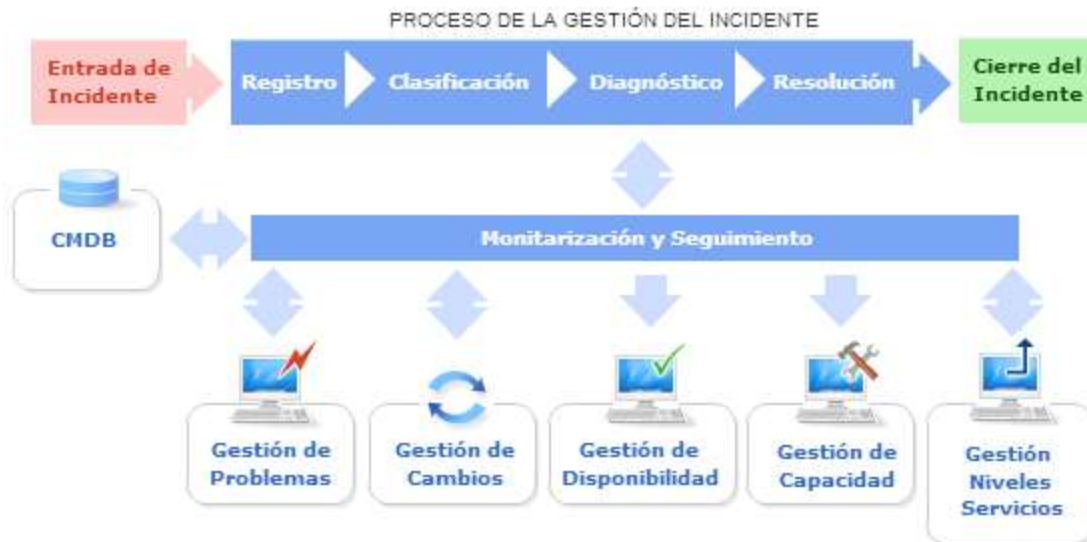 PROCESO DE LA GESTIÓN DEL INCIDENTE
Entrada de
Incidente
Registro
Clasificación
Diagnóstico
Resolución
Cierre del
Incidente
CMDB
Monitarización y Seguimiento
Gestión de
Problemas
Gestión de
Cambios
Gestión de
Disponibilidad
Gestión de
Capacidad
Gestión
Niveles
Servicios